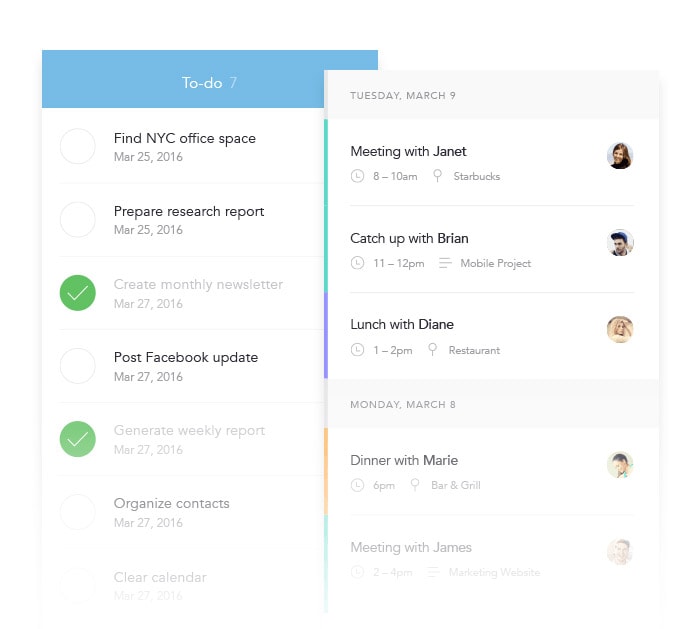 To-do 7
Find NYC office space
Mar 25, 2016
Prepare research report
Mar 25, 2016
Create monthly newsletter
Mar 27, 2016
Post Facebook update
Mar 27, 2016
Generate weekly report
Mar 27, 2016
Organize contacts
Mar 27, 2016
Clear calendar
Mar 27, 2016
TUESDAY, MARCH 9
Meeting with Janet
8 – 10am Starbucks
Catch up with Brian
11 – 12pm Mobile Project
Lunch with Diane
1 – 2pm Restaurant
MONDAY, MARCH 8
Dinner with Marie
6pm Bar & Grill
Meeting with James
2 – 4pm Marketing Website